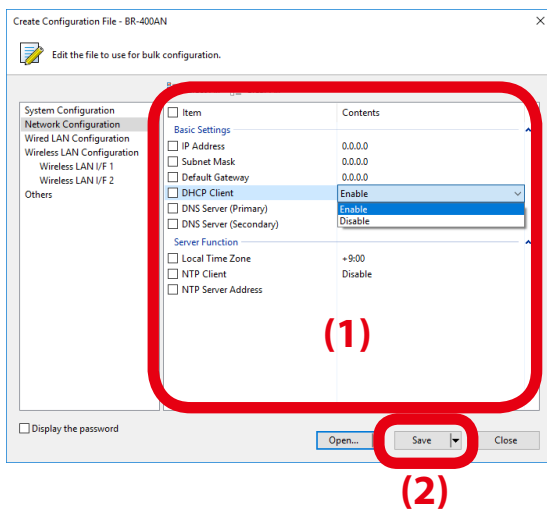 Create Configuration File - BR-400AN
Edit the file to use for bulk configuration.
System Configuration
Network Configuration
Wired LAN Configuration
Wireless LAN Configuration
Wireless LAN I/F 1
Wireless LAN I/F 2
Others
Item Contents
Basic Settings
IP Address 0.0.0.0
Subnet Mask 0.0.0.0
Default Gateway 0.0.0.0
DHCP Client Enable
DNS Server (Primary) Enable
DNS Server (Secondary) Disable
Server Function
Local Time Zone +9:00
NTP Client Disable
NTP Server Address
(1)
Display the password
Open... Save Close
(2)